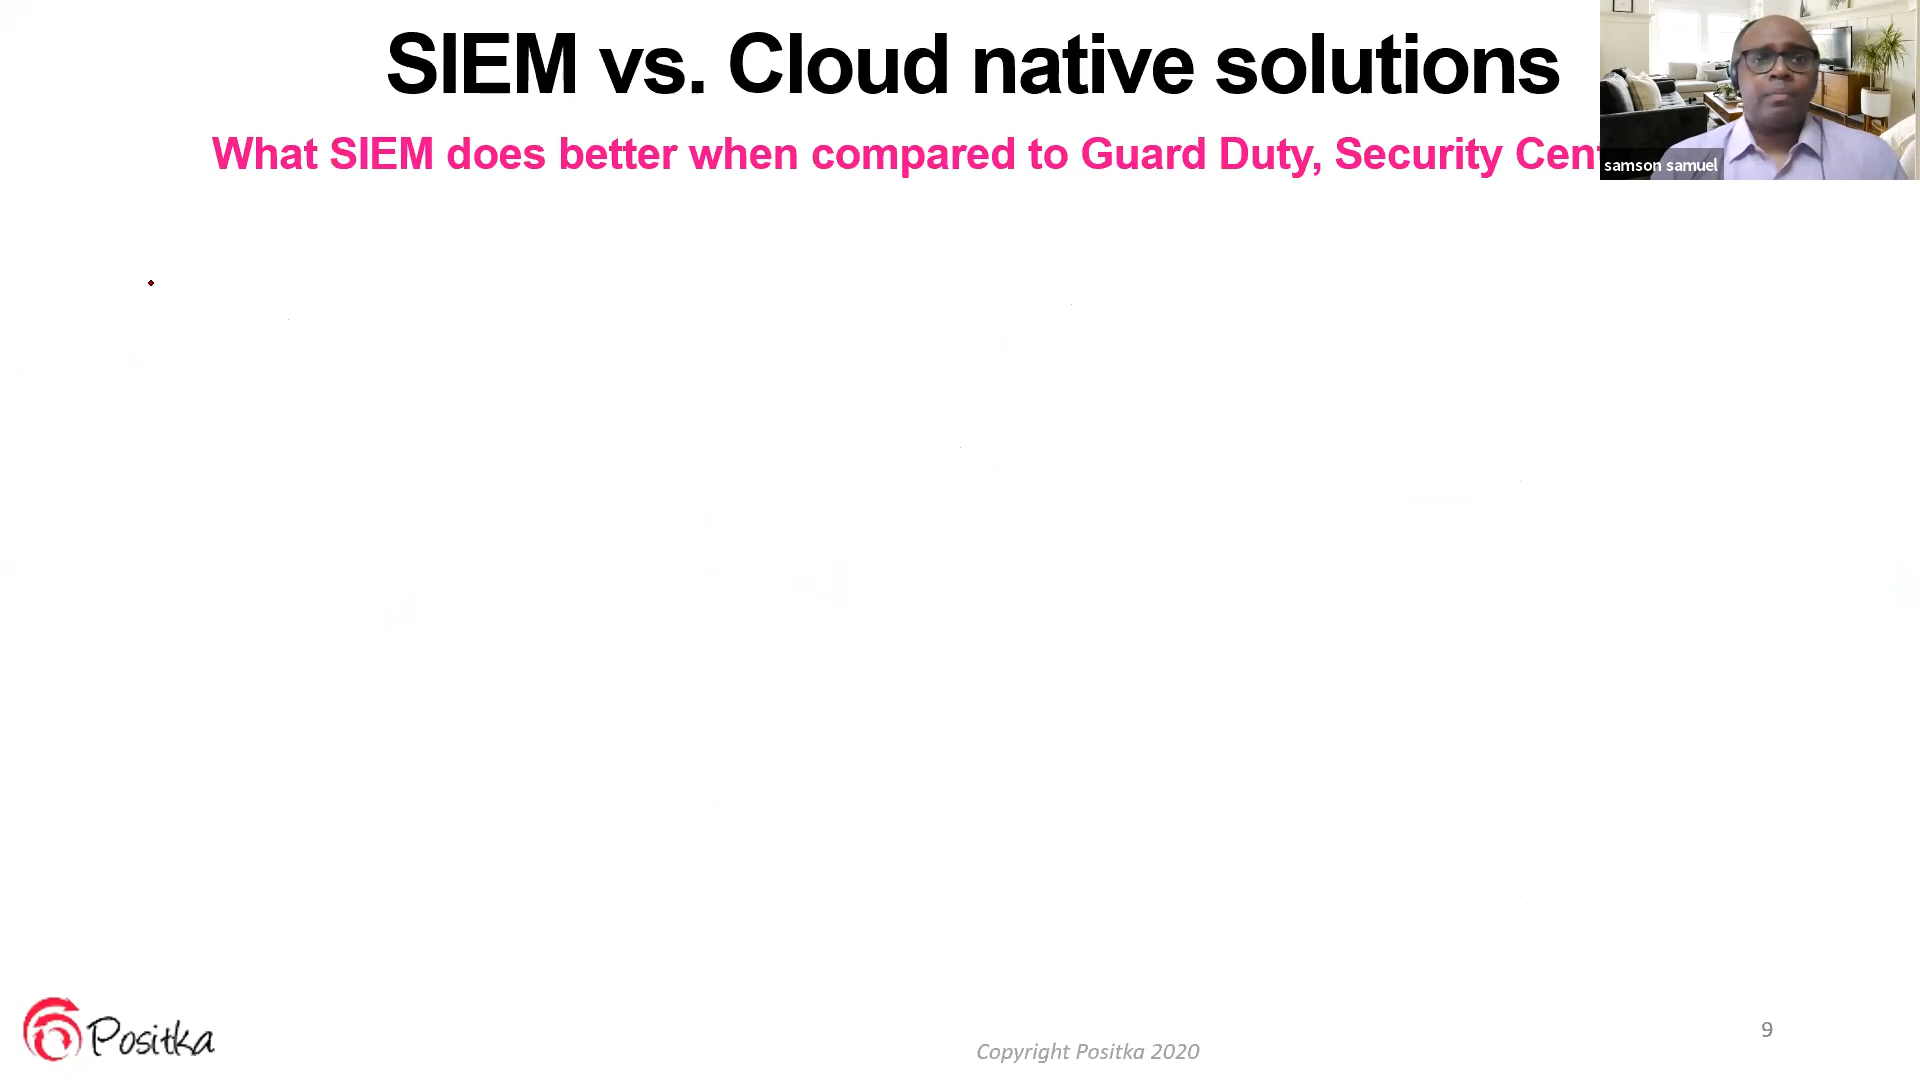 SIEM vs. Cloud native solutions
What SIEM does better when compared to Guard Duty, Security Cen
samson samuel
Positka
Copyright Positka 2020
9